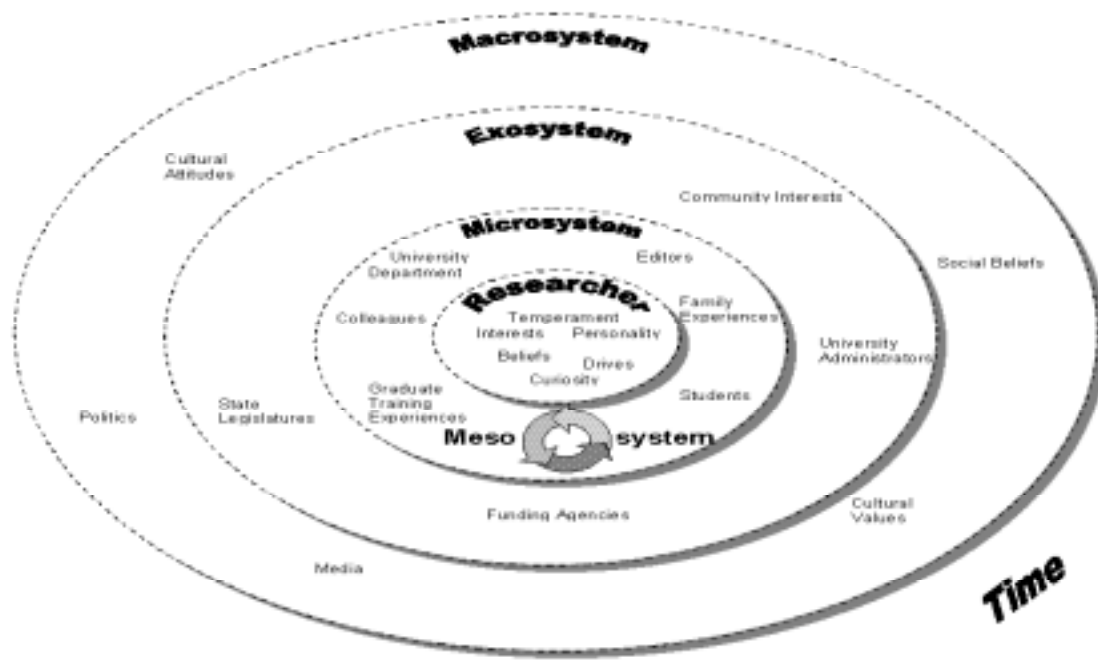 Macrosystem
Exosystem
Cultural
Attitudes
Community Interests
Microsystem
University
Department
Editors
Social Beliefs
Researcher
Colleagues
Temperament
Family
Experiences
Interests
Personality
University
Administrators
Beliefs
Drives
Curiosity
Politics
State
Legislatures
Graduate
Training
Experiences
Students
Meso system
Funding Agencies
Cultural
Values
Media
Time